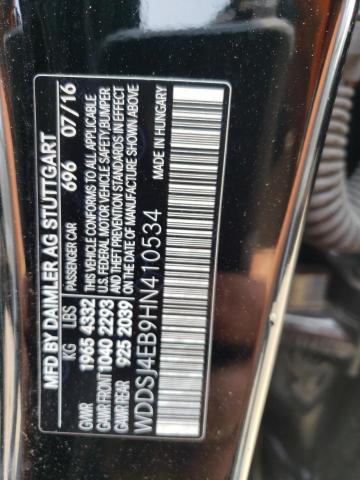 MFD BY DAIMLER AG STUTTGART
PASSENGER CAR 696 07/16
KG LBS
GWR 1965 4332
GAWR FRONT 1040 2293
GAWR REAR 925 2039
THIS VEHICLE CONFORMS TO ALL APPLICABLE
U.S. FEDERAL MOTOR VEHICLE SAFETY,BUMPER
AND THEFT PREVENTION STANDARDS IN EFFECT
ON THE DATE OF MANUFACTURE SHOWN ABOVE
MADE IN HUNGARY
WDDSJ4EB9HN410534